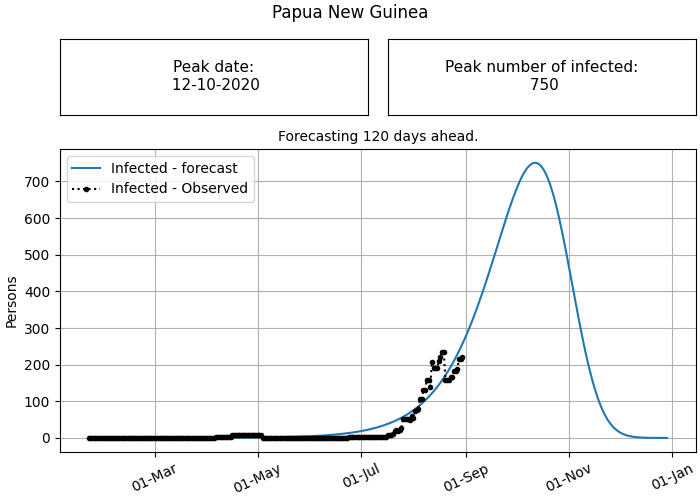 Papua New Guinea
Peak date:
12-10-2020
Peak number of infected:
750
Forecasting 120 days ahead.
Infected - forecast
Infected - Observed
Persons
700
600
500
400
300
200
100
0
01-Mar
01-May
01-Jul
01-Sep
01-Nov
01-Jan